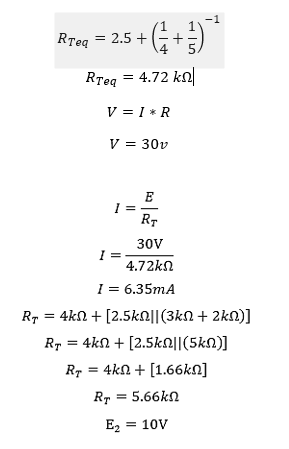 R_Teq = 2.5 + (1/4 + 1/5)^-1
R_Teq = 4.72 kΩ
V = I * R
V = 30v
I = E/R_T
I = 30V/4.72kΩ
I = 6.35mA
R_T = 4kΩ + [2.5kΩ||(3kΩ + 2kΩ)]
R_T = 4kΩ + [2.5kΩ||(5kΩ)]
R_T = 4kΩ + [1.66kΩ]
R_T = 5.66kΩ
E₂ = 10V